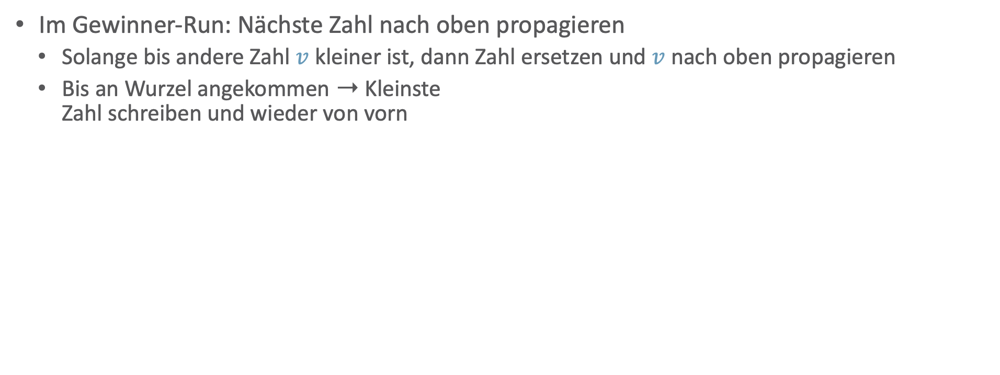 • Im Gewinner-Run: Nächste Zahl nach oben propagieren
• Solange bis andere Zahl v kleiner ist, dann Zahl ersetzen und v nach oben propagieren
• Bis an Wurzel angekommen → Kleinste
Zahl schreiben und wieder von vorn